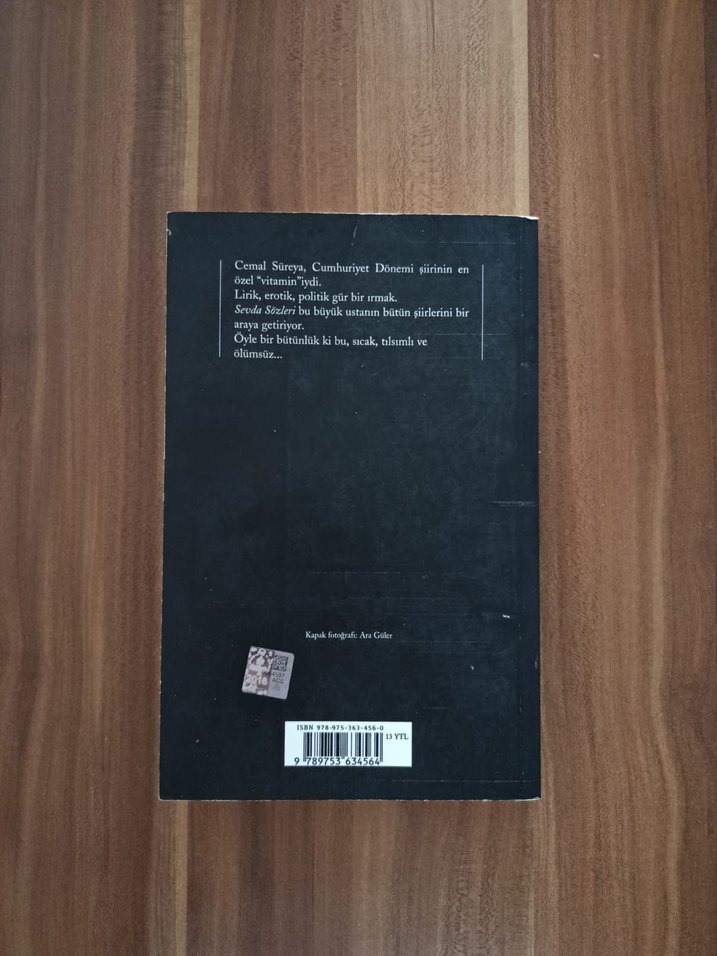 Cemal Süreya, Cumhuriyet Dönemi şiirinin en
özel “vitamin”iydi.
Lirik, erotik, politik gür bir ırmak.
Sevda Sözleri bu büyük ustanın bütün şiirlerini bir
araya getiriyor.
Öyle bir bütünlük ki bu, sıcak, tılsımlı ve
ölümsüz...
Kapak fotoğrafı: Ara Güler
ISBN 978-975-363-456-0
13 YTL
9 789753 634564